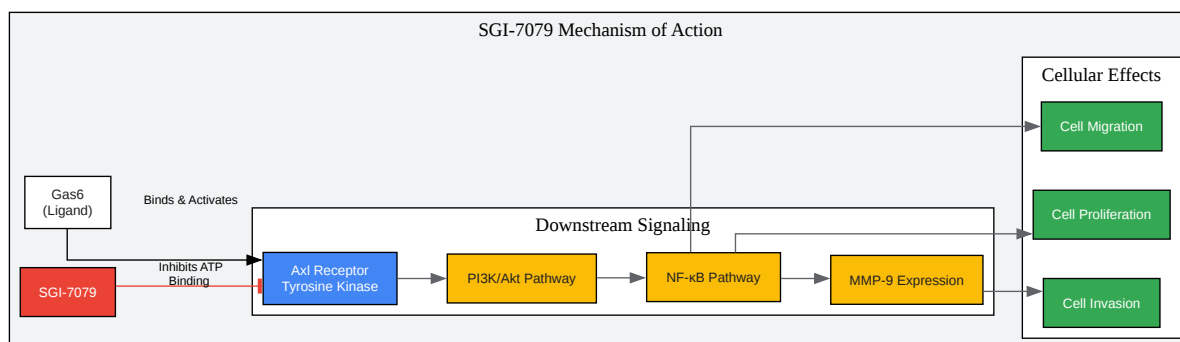 SGI-7079 Mechanism of Action
Cellular Effects
Cell Migration
Gas6
(Ligand)
Binds & Activates
Cell Proliferation
Downstream Signaling
Inhibits ATP
Binding
SGI-7079
Axl Receptor
Tyrosine Kinase
PI3K/Akt Pathway
NF-κB Pathway
MMP-9 Expression
Cell Invasion